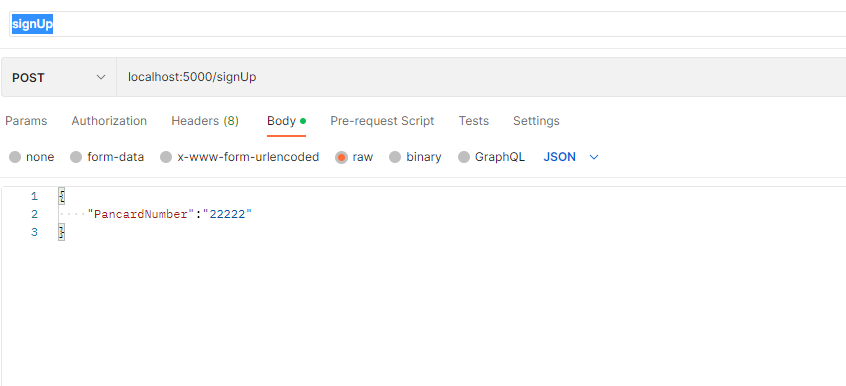 signUp
POST localhost:5000/signUp
Params Authorization Headers (8) Body Pre-request Script Tests Settings
none form-data x-www-form-urlencoded raw binary GraphQL JSON
1 {
2 ····"PancardNumber":"22222"
3 }